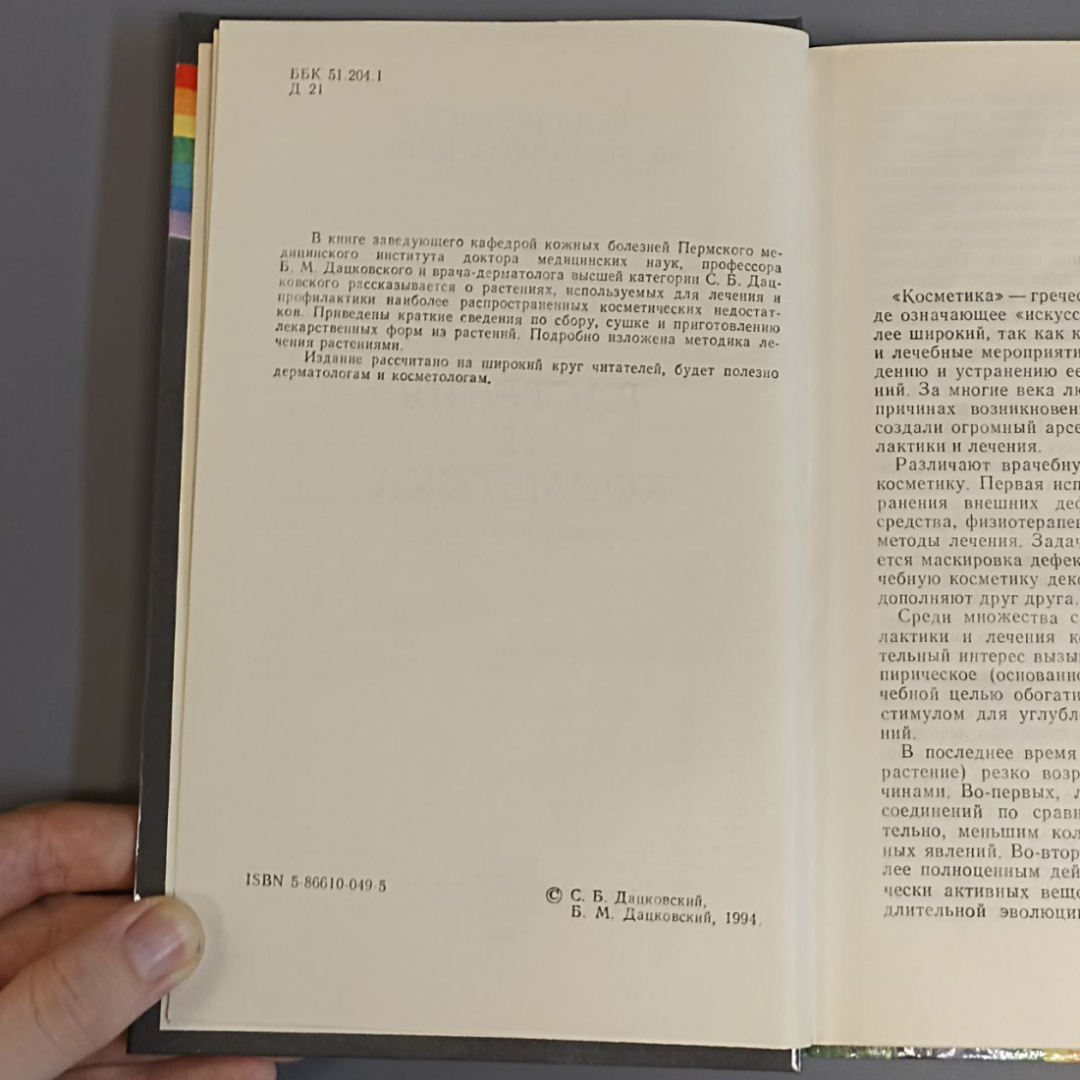 ББК 51.204.1
Д 21
В книге заведующего кафедрой кожных болезней Пермского ме-
дицинского института доктора медицинских наук, профессора
Б. М. Дацковского и врача-дерматолога высшей категории С. Б. Дац-
ковского рассказывается о растениях, используемых для лечения и
профилактики наиболее распространенных косметических недостат-
ков. Приведены краткие сведения по сбору, сушке и приготовлению
лекарственных форм из растений. Подробно изложена методика ле-
чения растениями.
Издание рассчитано на широкий круг читателей, будет полезно
дерматологам и косметологам.
ISBN 5-86610-049-5
© С. Б. Дацковский,
Б. М. Дацковский, 1994.
«Косметика» — гречес
де означающее «искусс
лее широкий, так как к
и лечебные мероприяти
дению и устранению ее
ний. За многие века лю
причинах возникновен
создали огромный арсе
лактики и лечения.
Различают врачебну
косметику. Первая исп
ранения внешних деф
средства, физиотерапев
методы лечения. Задач
ется маскировка дефек
чебную косметику деко
дополняют друг друга.
Среди множества с
лактики и лечения ко
тельный интерес вызы
пирическое (основанно
чебной целью обогати
стимулом для углубл
ний.
В последнее время
растение) резко возр
чинами. Во-первых, л
соединений по сравн
тельно, меньшим кол
ных явлений. Во-втор
лее полноценным дей
чески активных веще
длительной эволюци